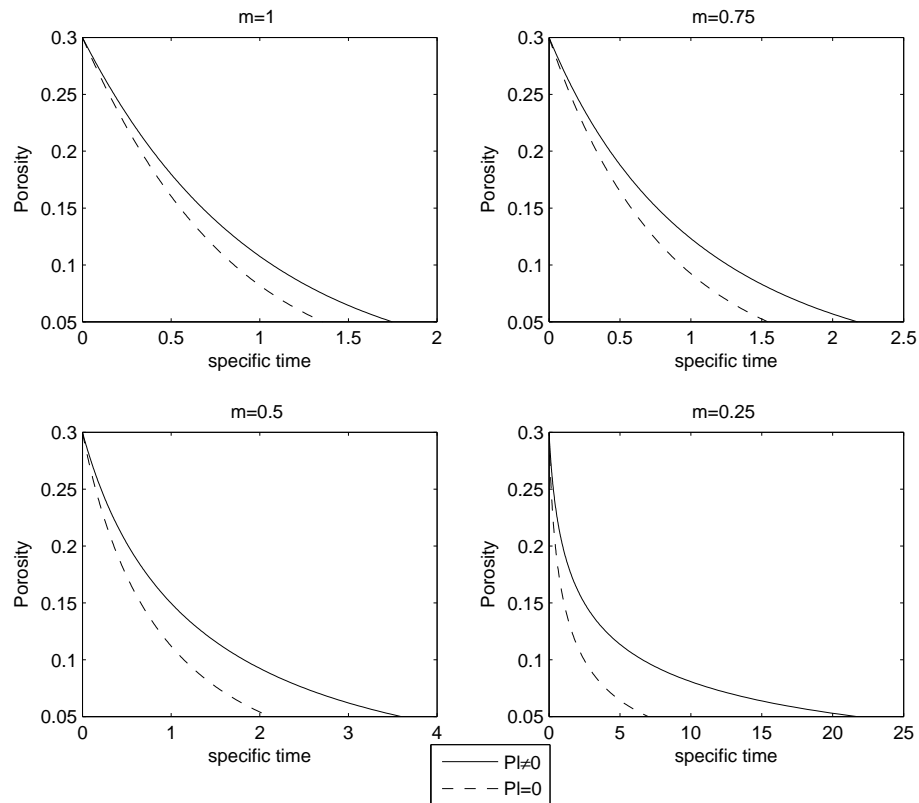 m=1
0.3
0.25
0.2
0.15
0.1
0.05
Porosity
0 0.5 1 1.5 2
specific time
m=0.75
0.3
0.25
0.2
0.15
0.1
0.05
Porosity
0 0.5 1 1.5 2 2.5
specific time
m=0.5
0.3
0.25
0.2
0.15
0.1
0.05
Porosity
0 1 2 3 4
specific time
m=0.25
0.3
0.25
0.2
0.15
0.1
0.05
Porosity
0 5 10 15 20 25
specific time
Pl≠0
Pl=0